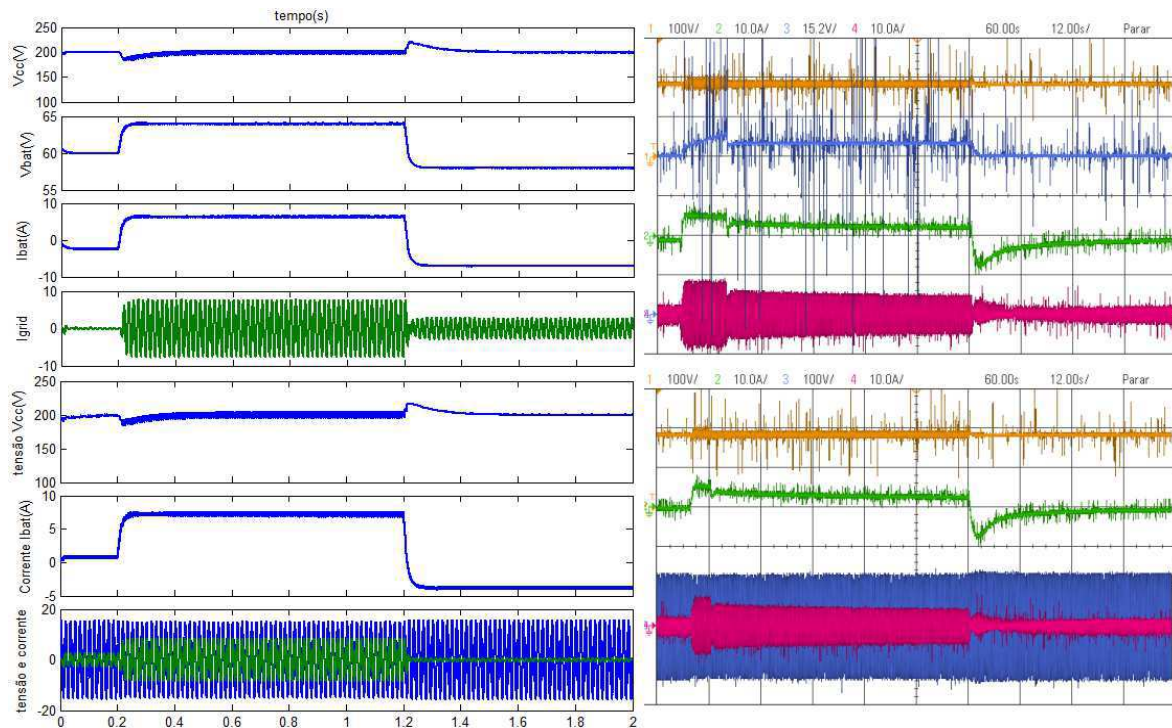 tempo(s)
250
200
150
100
Vcc(V)
65
60
55
Vbat(V)
10
0
-10
Ibat(A)
10
0
-10
Igrid
250
200
150
100
tensão Vcc(V)
10
5
0
-5
Corrente Ibat(A)
20
0
-20
tensão e corrente
0 0.2 0.4 0.6 0.8 1 1.2 1.4 1.6 1.8 2
1 100V/ 2 10.0A/ 3 15.2V/ 4 10.0A/ 60.00s 12.00s/ Parar
1 100V/ 2 10.0A/ 3 100V/ 4 10.0A/ 60.00s 12.00s/ Parar